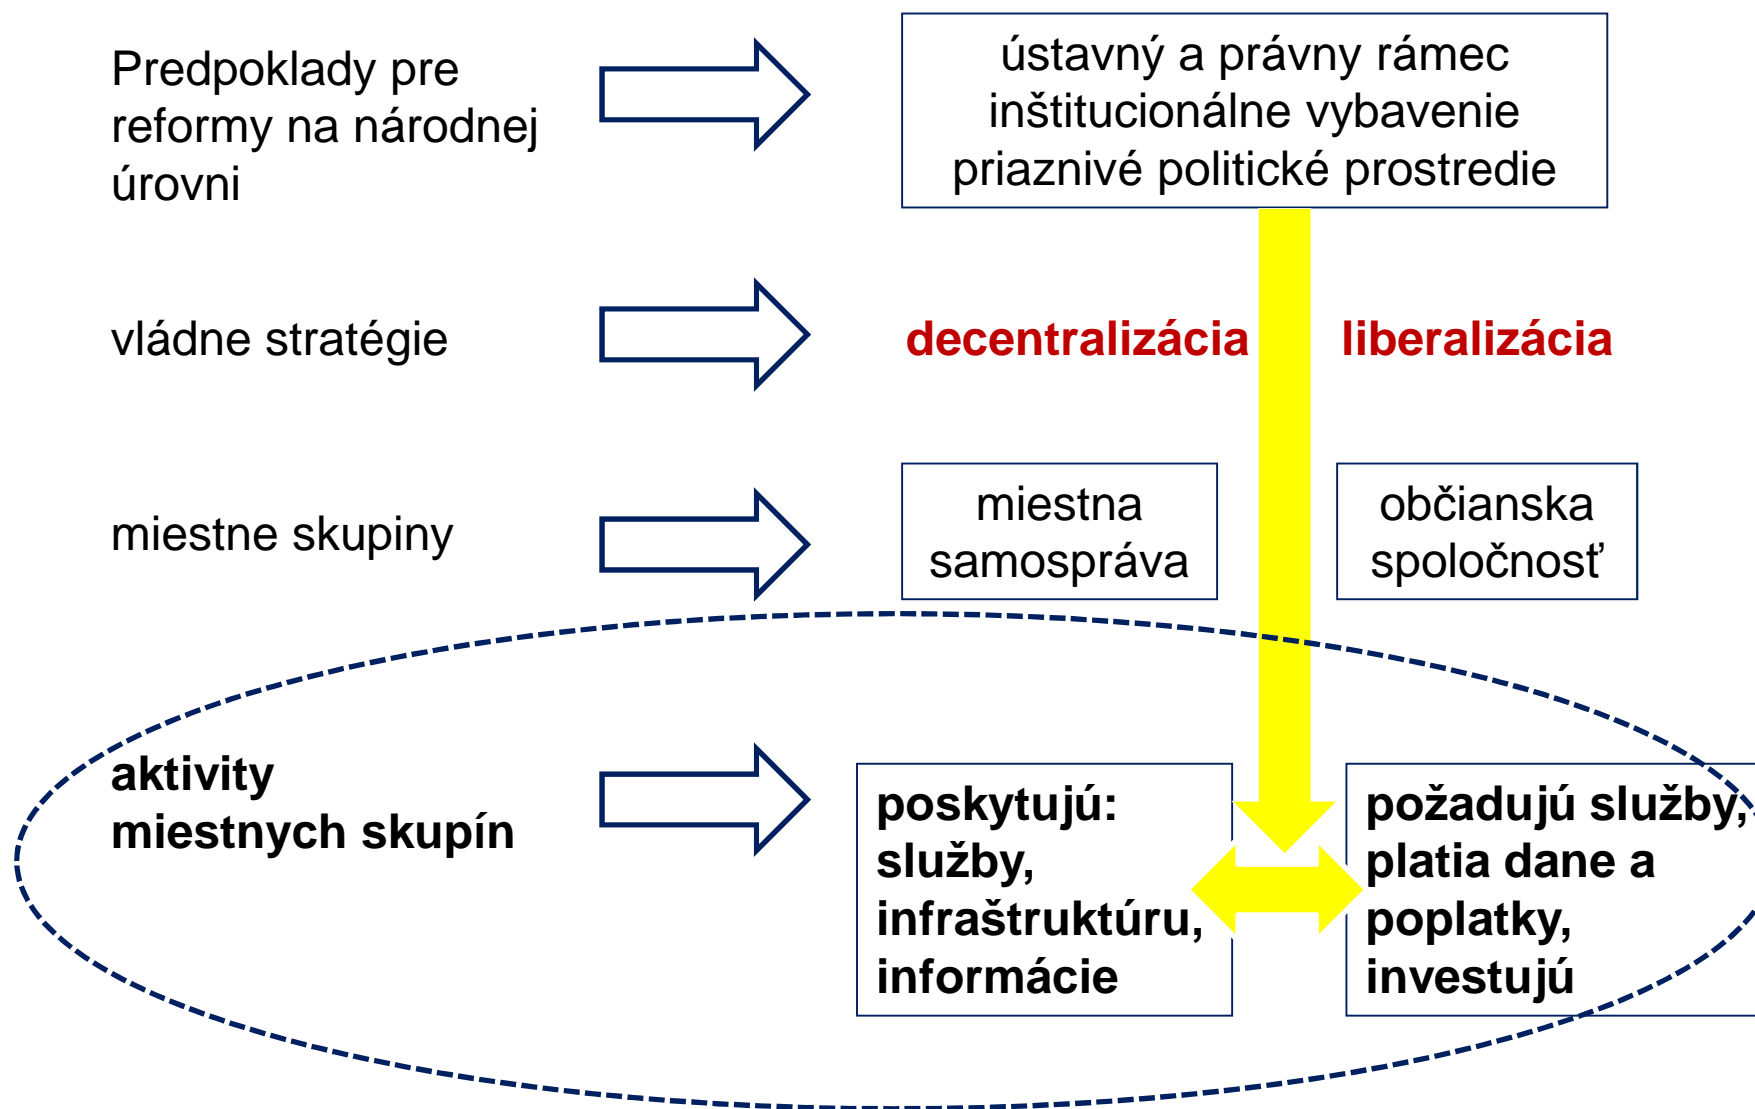 Predpoklady pre
reformy na národnej
úrovni
ústavný a právny rámec
inštitucionálne vybavenie
priaznivé politické prostredie
vládne stratégie
decentralizácia
liberalizácia
miestne skupiny
miestna
samospráva
občianska
spoločnosť
aktivity
miestnych skupín
poskytujú:
služby,
infraštruktúru,
informácie
požadujú služby,
platia dane a
poplatky,
investujú